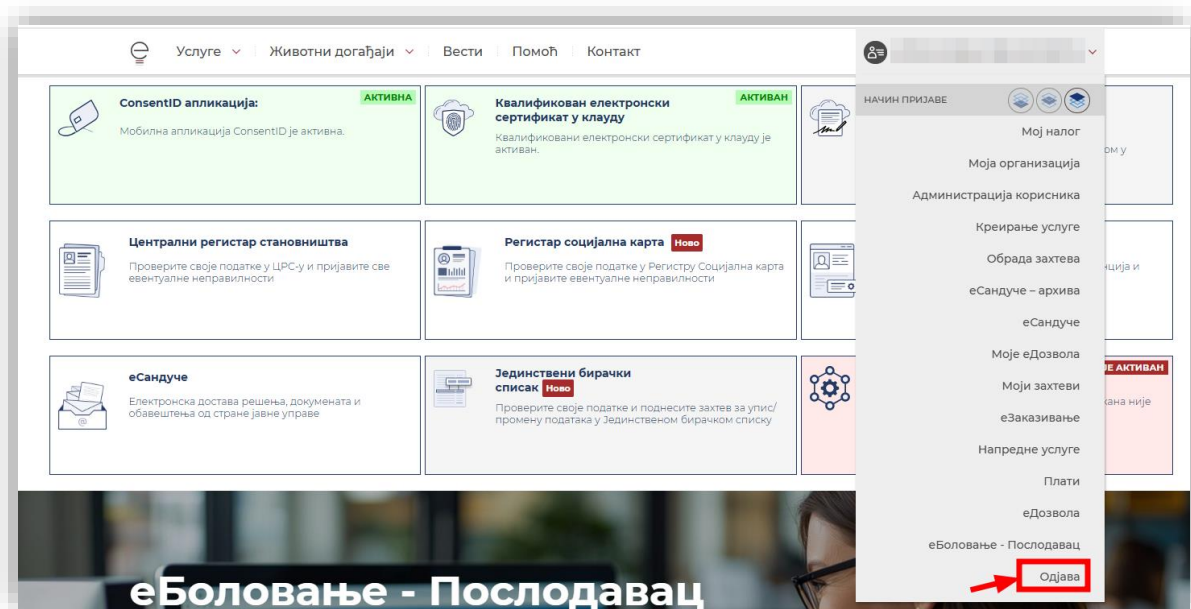 Услуге
Животни догађаји
Вести
Помоћ
Контакт
ConsentID апликација:
АКТИВНА
Мобилна апликација ConsentID је активна.
Квалификован електронски
сертификат у клауду
АКТИВАН
Квалификовани електронски сертификат у клауду је
активан.
ом у
Централни регистар становништва
Проверите своје податке у ЦРС-у и пријавите све
евентуалне неправилности
Регистар социјална карта Ново
Проверите своје податке у Регистру Социјална карта
и пријавите евентуалне неправилности
нција и
еСандуче
Електронска достава решења, докумената и
обавештења од стране јавне управе
Јединствени бирачки
списак Ново
Проверите своје податке и поднесите захтев за упис/
промену података у Јединственом бирачком списку
ЈЕ АКТИВАН
кана није
НАЧИН ПРИЈАВЕ
Мој налог
Моја организација
Администрација корисника
Креирање услуге
Обрада захтева
еСандуче – архива
еСандуче
Моје еДозвола
Моји захтеви
еЗаказивање
Напредне услуге
Плати
еДозвола
еБоловање - Послодавац
Одјава
еБоловање - Послодавац